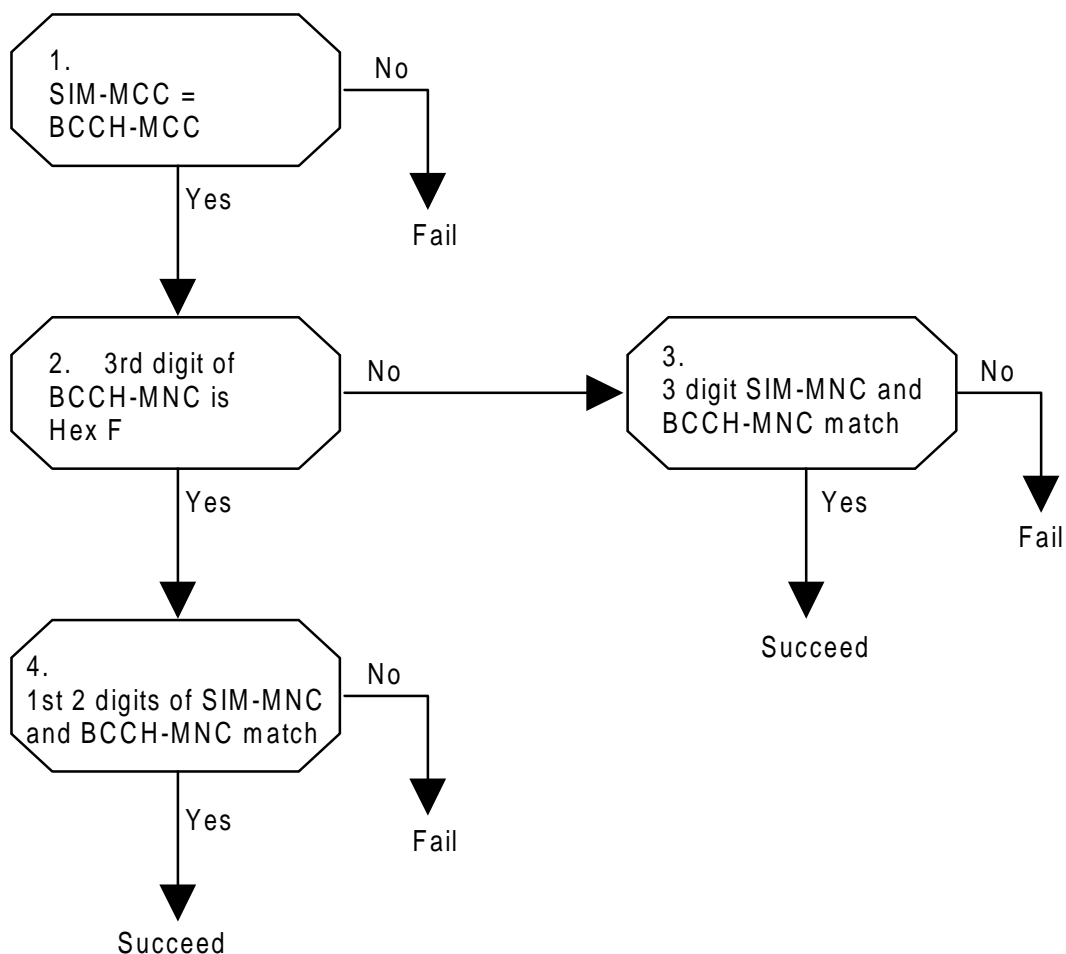 1.
SIM-MCC =
BCCH-MCC
No
Yes
Fail
2. 3rd digit of
BCCH-MNC is
Hex F
No
3.
3 digit SIM-MNC and
BCCH-MNC match
No
Yes
Yes
Fail
Succeed
4.
1st 2 digits of SIM-MNC
and BCCH-MNC match
No
Yes
Fail
Succeed